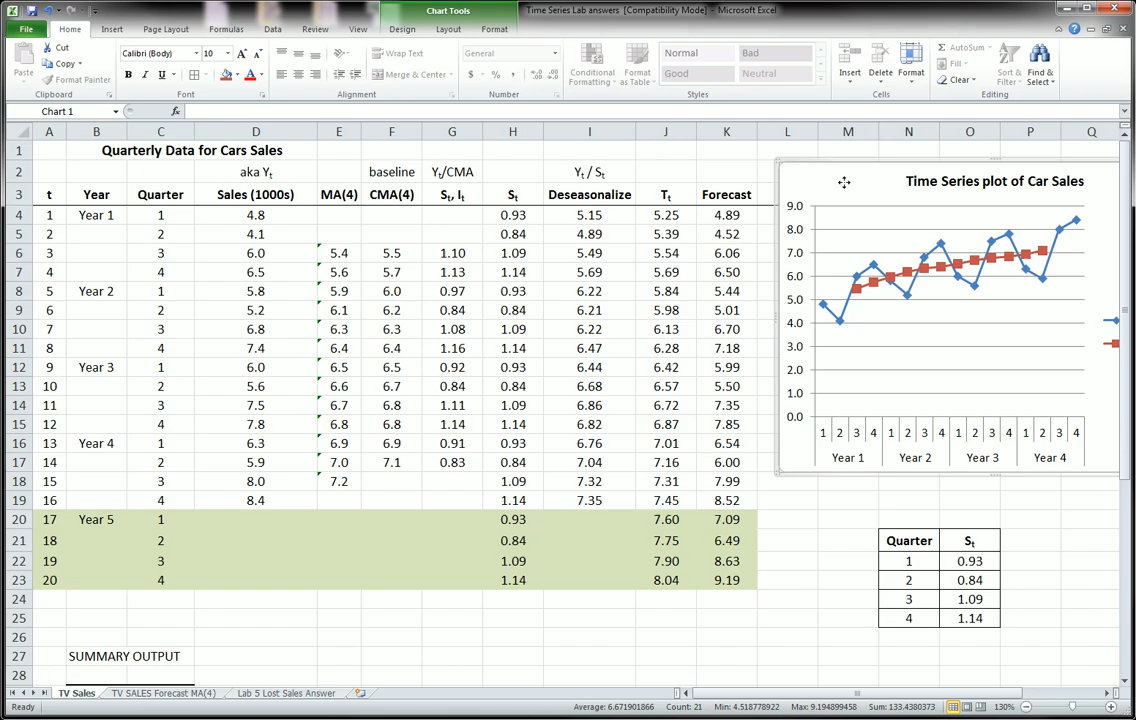 Chart Tools
Time Series Lab answers [Compatibility Mode] - Microsoft Excel
File Home Insert Page Layout Formulas Data Review View Design Layout Format
Cut
Copy
Format Painter
Paste
Calibri (Body) 10
Wrap Text
Merge & Center
General
Conditional Formatting
Format as Table
Normal Bad
Good Neutral
Insert Delete Format
AutoSum
Fill
Clear
Sort & Filter
Find & Select
Clipboard Font Alignment Number Styles Cells Editing
Chart 1 fx
A B C D E F G H I J K L M N O P Q
1 Quarterly Data for Cars Sales
2 aka Yt baseline Yt/CMA Yt / St
3 t Year Quarter Sales (1000s) MA(4) CMA(4) St, It St Deseasonalize Tt Forecast
4 1 Year 1 1 4.8 0.93 5.15 5.25 4.89
5 2 2 4.1 0.84 4.89 5.39 4.52
6 3 3 6.0 5.4 5.5 1.10 1.09 5.49 5.54 6.06
7 4 4 6.5 5.6 5.7 1.13 1.14 5.69 5.69 6.50
8 5 Year 2 1 5.8 5.9 6.0 0.97 0.93 6.22 5.84 5.44
9 6 2 5.2 6.1 6.2 0.84 0.84 6.21 5.98 5.01
10 7 3 6.8 6.3 6.3 1.08 1.09 6.22 6.13 6.70
11 8 4 7.4 6.4 6.4 1.16 1.14 6.47 6.28 7.18
12 9 Year 3 1 6.0 6.5 6.5 0.92 0.93 6.44 6.42 5.99
13 10 2 5.6 6.6 6.7 0.84 0.84 6.68 6.57 5.50
14 11 3 7.5 6.7 6.8 1.11 1.09 6.86 6.72 7.35
15 12 4 7.8 6.8 6.8 1.14 1.14 6.82 6.87 7.85
16 13 Year 4 1 6.3 6.9 6.9 0.91 0.93 6.76 7.01 6.54
17 14 2 5.9 7.0 7.1 0.83 0.84 7.04 7.16 6.00
18 15 3 8.0 7.2 1.09 7.32 7.31 7.99
19 16 4 8.4 1.14 7.35 7.45 8.52
20 17 Year 5 1 0.93 7.60 7.09
21 18 2 0.84 7.75 6.49
22 19 3 1.09 7.90 8.63
23 20 4 1.14 8.04 9.19
24
25
26
27 SUMMARY OUTPUT
28
Time Series plot of Car Sales
9.0
8.0
7.0
6.0
5.0
4.0
3.0
2.0
1.0
0.0
1 2 3 4 1 2 3 4 1 2 3 4 1 2 3 4
Year 1 Year 2 Year 3 Year 4
Quarter St
1 0.93
2 0.84
3 1.09
4 1.14
TV Sales TV SALES Forecast MA(4) Lab 5 Lost Sales Answer
Ready Average: 6.671901866 Count: 21 Min: 4.518778922 Max: 9.194899458 Sum: 133.4380373 130%